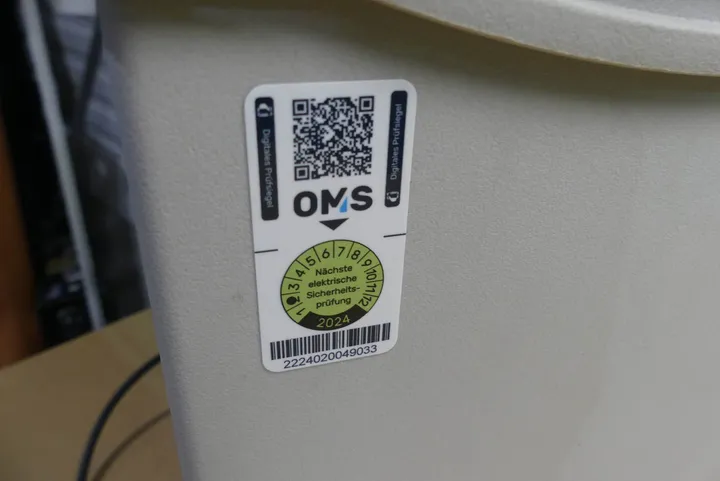 Digitales Prüfsiegel
Digitales Prüfsiegel
OMS
1 3 4 5 6 7 8 9 10 11 12
Nächste
elektrische
Sicherheits-
prüfung
2024
2224020049033